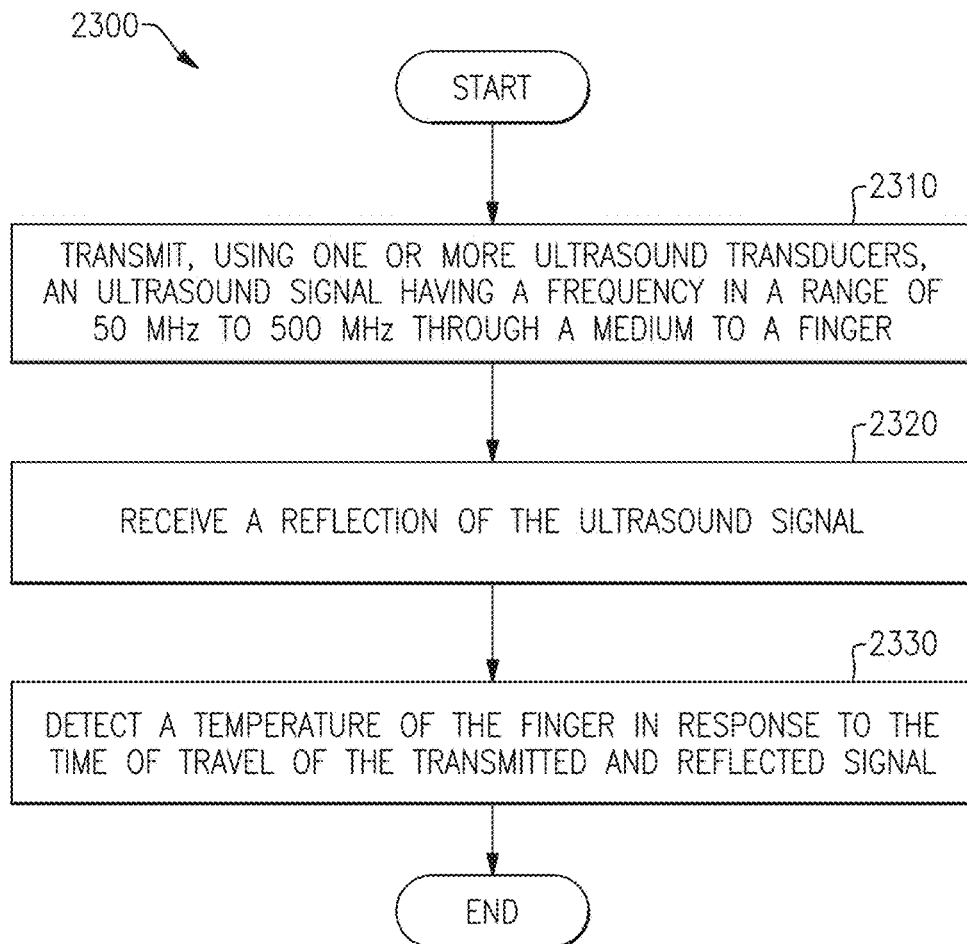 2300
START
2310
TRANSMIT, USING ONE OR MORE ULTRASOUND TRANSDUCERS,
AN ULTRASOUND SIGNAL HAVING A FREQUENCY IN A RANGE OF
50 MHz TO 500 MHz THROUGH A MEDIUM TO A FINGER
2320
RECEIVE A REFLECTION OF THE ULTRASOUND SIGNAL
2330
DETECT A TEMPERATURE OF THE FINGER IN RESPONSE TO THE
TIME OF TRAVEL OF THE TRANSMITTED AND REFLECTED SIGNAL
END